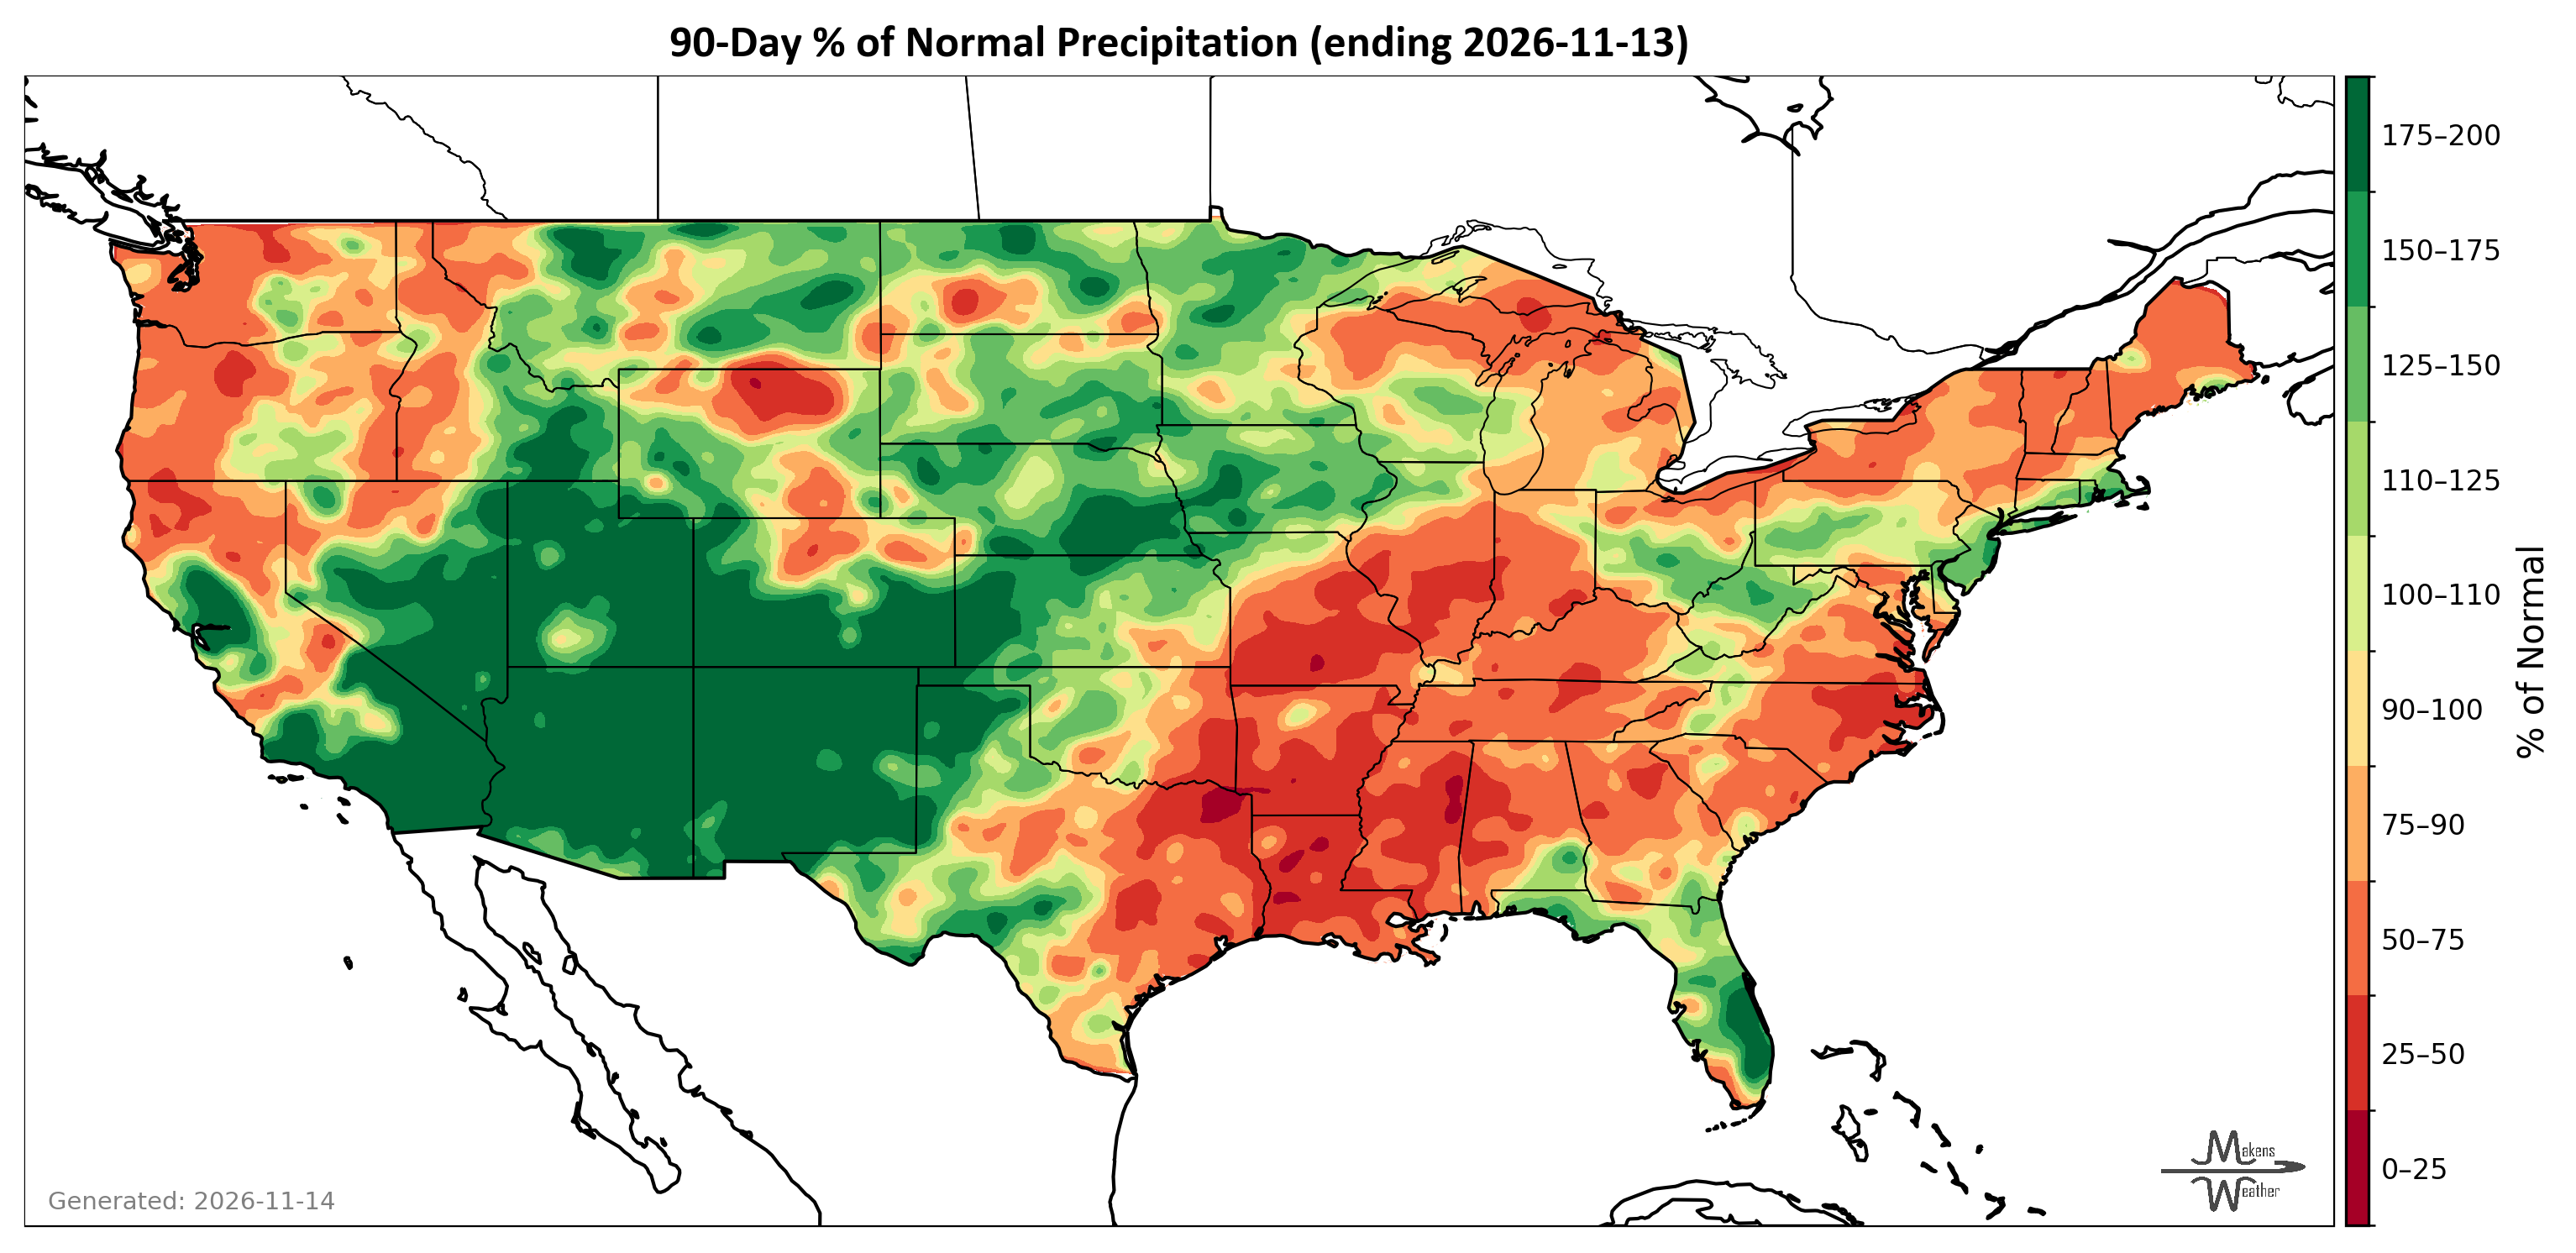 90-Day % of Normal Precipitation (ending 2026-11-13)
175–200
150–175
125–150
110–125
100–110
90–100
75–90
50–75
25–50
0–25
% of Normal
Generated: 2026-11-14
Makens
Weather